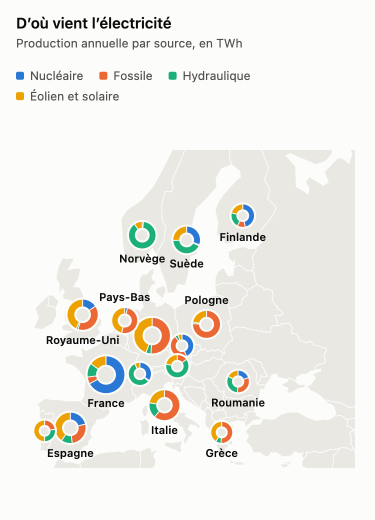 D’où vient l’électricité
Production annuelle par source, en TWh
Nucléaire
Fossile
Hydraulique
Éolien et solaire
Finlande
Norvège
Suède
Pays-Bas
Pologne
Royaume-Uni
France
Roumanie
Italie
Espagne
Grèce